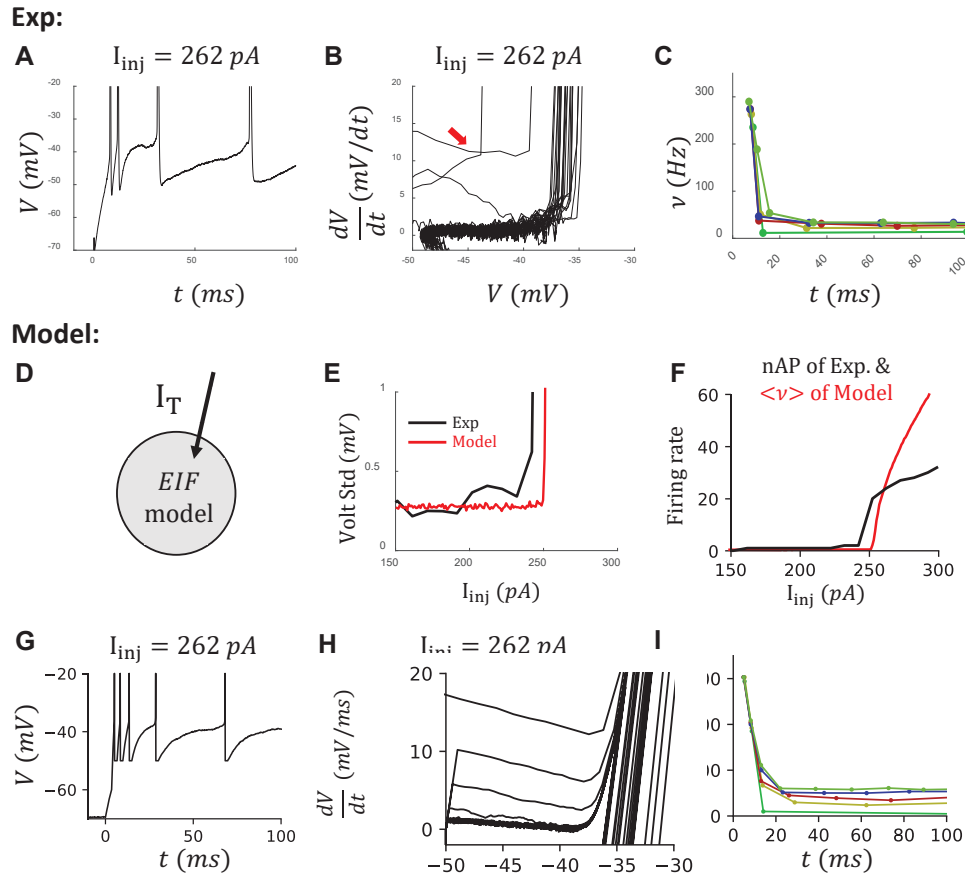 Exp:
A
I_inj = 262 pA
B
I_inj = 262 pA
C
V (mV)
-20
-30
-40
-50
-60
-70
0
100
t (ms)
dV/dt (mV/dt)
20
15
10
5
0
-50
-45
-40
-35
-30
V (mV)
ν (Hz)
300
200
100
0
0
20
40
60
80
100
t (ms)
Model:
D
I_T
EIF
model
E
Volt Std (mV)
1
0.5
0
Exp
Model
150
200
250
300
I_inj (pA)
F
nAP of Exp. &
<ν> of Model
Firing rate
60
40
20
0
150
200
250
300
I_inj (pA)
G
I_inj = 262 pA
H
I
V (mV)
−20
−40
−60
0
50
100
t (ms)
dV/dt (mV/ms)
20
10
0
−50
−45
−40
−35
−30
0
20
40
60
80
100
t (ms)